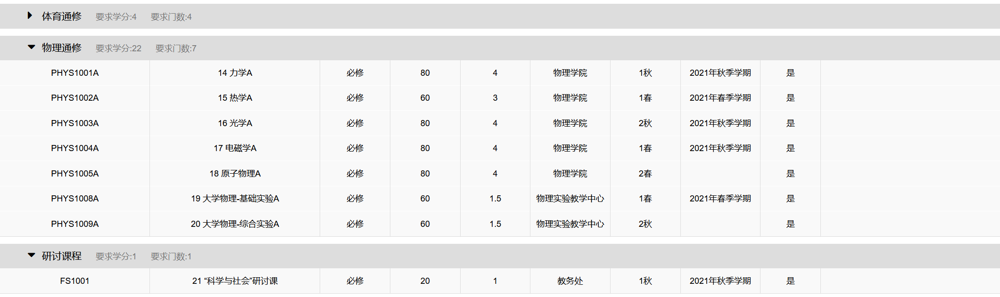 体育通修 要求学分:4 要求门数:4
物理通修 要求学分:22 要求门数:7
PHYS1001A 14 力学A 必修 80 4 物理学院 1秋 2021年秋季学期 是
PHYS1002A 15 热学A 必修 60 3 物理学院 1春 2021年春季学期 是
PHYS1003A 16 光学A 必修 80 4 物理学院 2秋 2021年秋季学期 是
PHYS1004A 17 电磁学A 必修 80 4 物理学院 1春 2021年秋季学期 是
PHYS1005A 18 原子物理A 必修 80 4 物理学院 2春 是
PHYS1008A 19 大学物理-基础实验A 必修 60 1.5 物理实验教学中心 1春 2021年春季学期 是
PHYS1009A 20 大学物理-综合实验A 必修 60 1.5 物理实验教学中心 2秋 是
研讨课程 要求学分:1 要求门数:1
FS1001 21 “科学与社会”研讨课 必修 20 1 教务处 1秋 2021年秋季学期 是